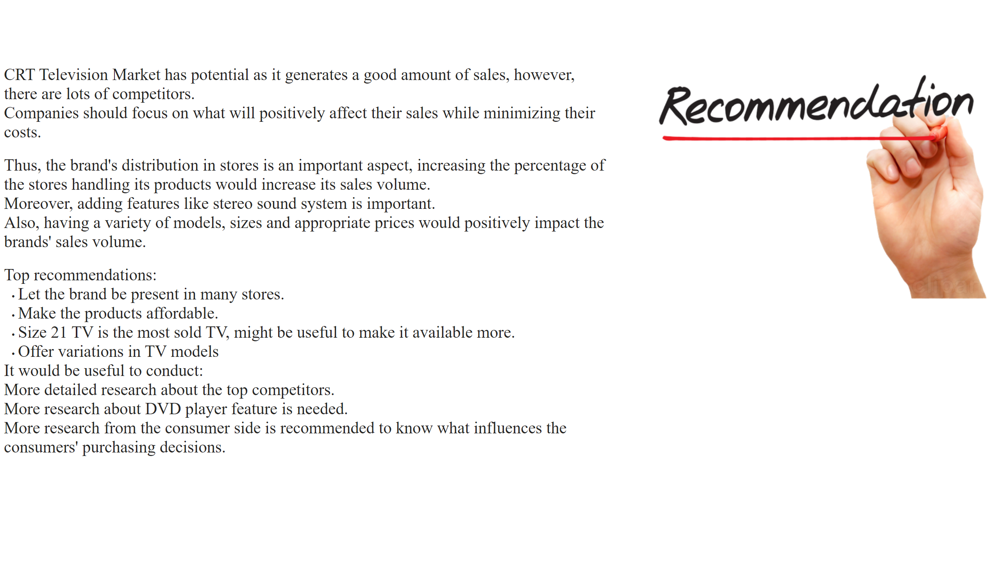 CRT Television Market has potential as it generates a good amount of sales, however,
there are lots of competitors.
Companies should focus on what will positively affect their sales while minimizing their
costs.
Thus, the brand's distribution in stores is an important aspect, increasing the percentage of
the stores handling its products would increase its sales volume.
Moreover, adding features like stereo sound system is important.
Also, having a variety of models, sizes and appropriate prices would positively impact the
brands' sales volume.
Top recommendations:
• Let the brand be present in many stores.
• Make the products affordable.
• Size 21 TV is the most sold TV, might be useful to make it available more.
• Offer variations in TV models
It would be useful to conduct:
More detailed research about the top competitors.
More research about DVD player feature is needed.
More research from the consumer side is recommended to know what influences the
consumers' purchasing decisions.
Recommendation